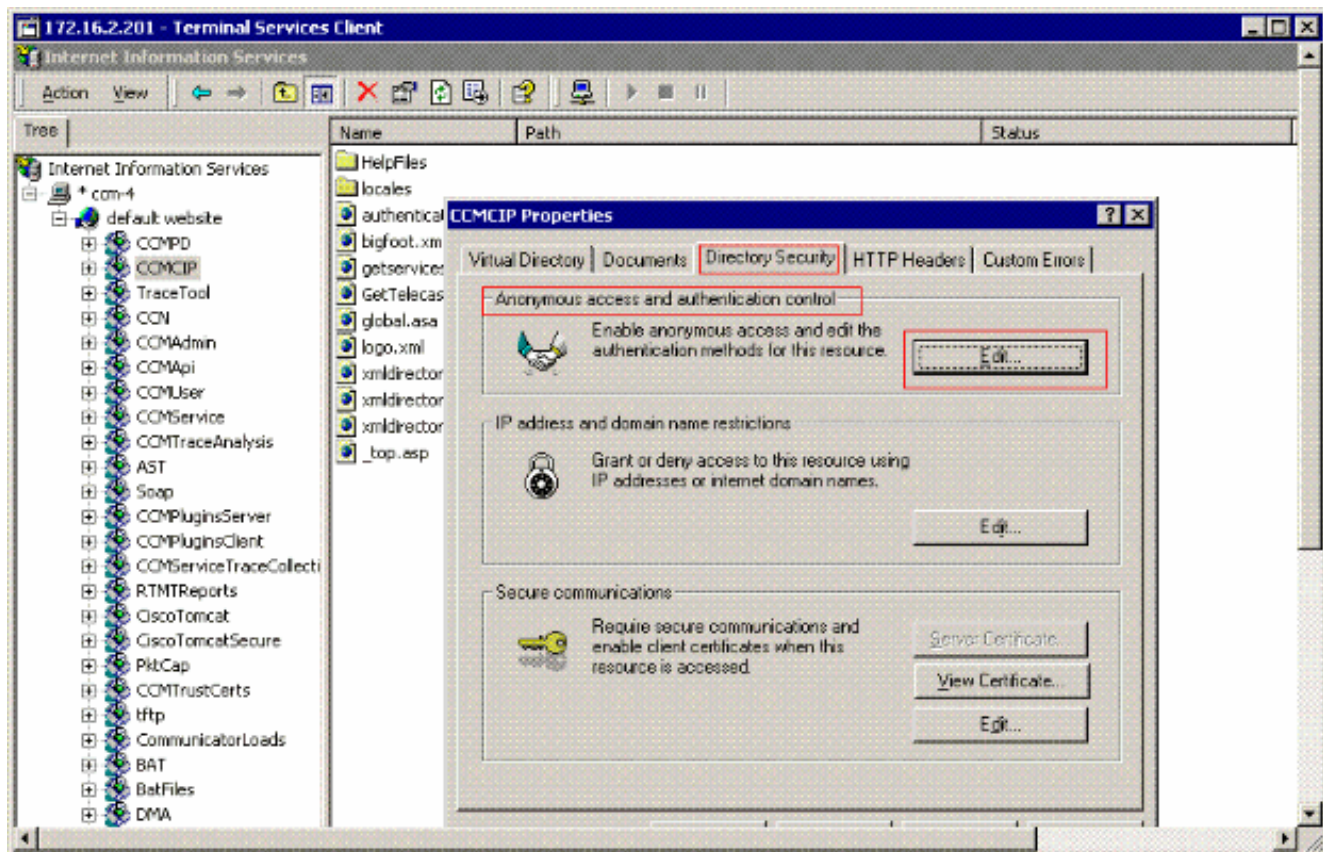 172.16.2.201 - Terminal Services Client
Internet Information Services
Action View
Tree
Name Path Status
Internet Information Services
* ccm-4
default website
CCMPD
CCMCIP
TraceTool
CCN
CCMAdmin
CCMApi
CCMUser
CCMService
CCMTraceAnalysis
AST
Soap
CCMPluginsServer
CCMPluginsClient
CCMServiceTraceCollecti
RTMTReports
CiscoTomcat
CiscoTomcatSecure
PktCap
CCMTrustCerts
tftp
CommunicatorLoads
BAT
BatFiles
DMA
HelpFiles
locales
authenticat
bigfoot.xm
getservices
GetTelecas
global.asa
logo.xml
xmldirector
xmldirector
xmldirector
_top.asp
CCMCIP Properties
Virtual Directory Documents Directory Security HTTP Headers Custom Errors
Anonymous access and authentication control
Enable anonymous access and edit the
authentication methods for this resource.
Edit...
IP address and domain name restrictions
Grant or deny access to this resource using
IP addresses or internet domain names.
Edit...
Secure communications
Require secure communications and
enable client certificates when this
resource is accessed.
Server Certificate...
View Certificate...
Edit...